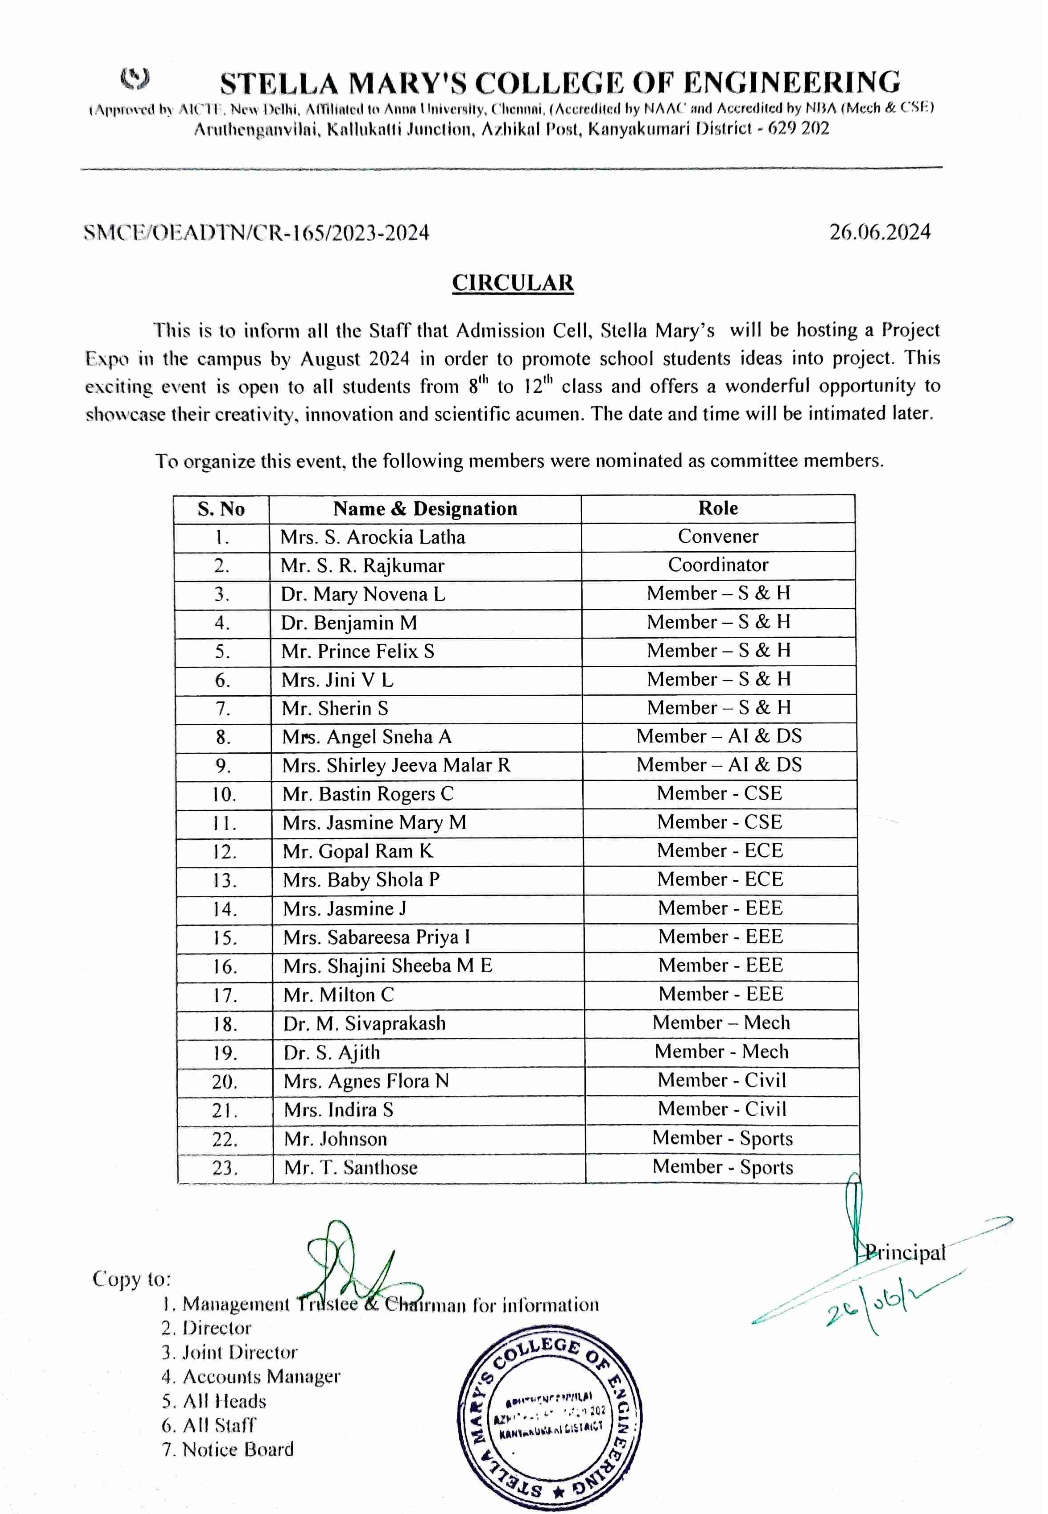 STELLA MARY'S COLLEGE OF ENGINEERING
(Approved by AICTE, New Delhi, Affiliated to Anna University, Chennai, (Accredited by NAAC and Accredited by NBA (Mech & CSE)
Aruthenganvilai, Kallukatti Junction, Azhikal Post, Kanyakumari District - 629 202
SMCE/OEADTN/CR-165/2023-2024 26.06.2024
CIRCULAR
This is to inform all the Staff that Admission Cell, Stella Mary's will be hosting a Project
Expo in the campus by August 2024 in order to promote school students ideas into project. This
exciting event is open to all students from 8th to 12th class and offers a wonderful opportunity to
showcase their creativity, innovation and scientific acumen. The date and time will be intimated later.
To organize this event, the following members were nominated as committee members.
S. No Name & Designation Role
1. Mrs. S. Arockia Latha Convener
2. Mr. S. R. Rajkumar Coordinator
3. Dr. Mary Novena L Member – S & H
4. Dr. Benjamin M Member – S & H
5. Mr. Prince Felix S Member – S & H
6. Mrs. Jini V L Member – S & H
7. Mr. Sherin S Member – S & H
8. Mrs. Angel Sneha A Member – AI & DS
9. Mrs. Shirley Jeeva Malar R Member – AI & DS
10. Mr. Bastin Rogers C Member - CSE
11. Mrs. Jasmine Mary M Member - CSE
12. Mr. Gopal Ram K Member - ECE
13. Mrs. Baby Shola P Member - ECE
14. Mrs. Jasmine J Member - EEE
15. Mrs. Sabareesa Priya I Member - EEE
16. Mrs. Shajini Sheeba M E Member - EEE
17. Mr. Milton C Member - EEE
18. Dr. M. Sivaprakash Member – Mech
19. Dr. S. Ajith Member - Mech
20. Mrs. Agnes Flora N Member - Civil
21. Mrs. Indira S Member - Civil
22. Mr. Johnson Member - Sports
23. Mr. T. Santhose Member - Sports
Principal
26/06/2
Copy to:
1. Management Trustee & Chairman for information
2. Director
3. Joint Director
4. Accounts Manager
5. All Heads
6. All Staff
7. Notice Board
STELLA MARY'S COLLEGE OF ENGINEERING
202
KANYAKUMARI DISTRICT